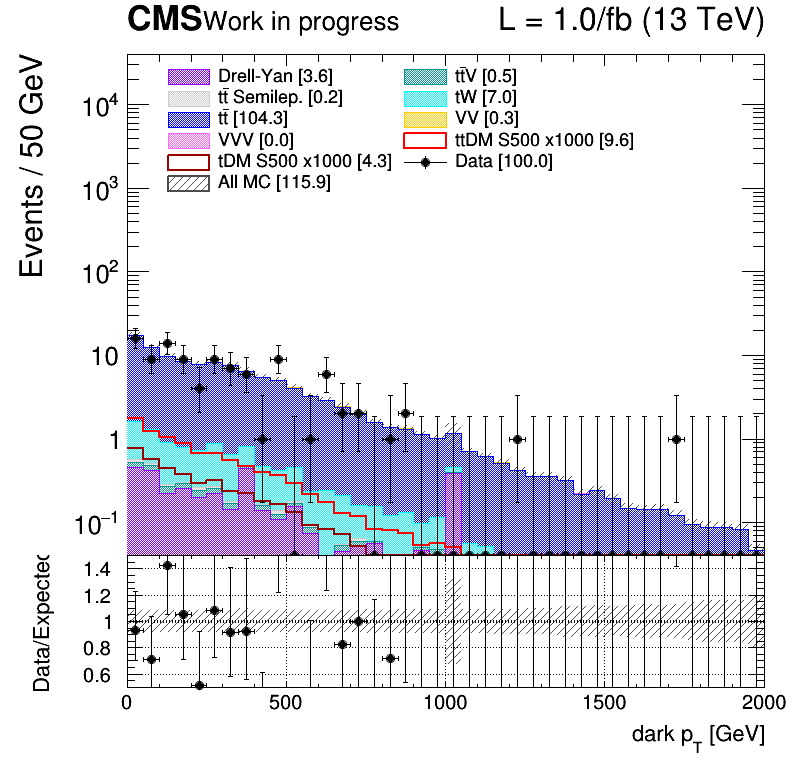 CMS Work in progress L = 1.0/fb (13 TeV)
Events / 50 GeV
Drell-Yan [3.6] tt̄V [0.5]
tt̄ Semilep. [0.2] tW [7.0]
tt̄ [104.3] VV [0.3]
VVV [0.0] ttDM S500 x1000 [9.6]
tDM S500 x1000 [4.3] Data [100.0]
All MC [115.9]
10⁴
10³
10²
10
1
10⁻¹
Data/Expected
1.4
1.2
1
0.8
0.6
0 500 1000 1500 2000
dark p_T [GeV]